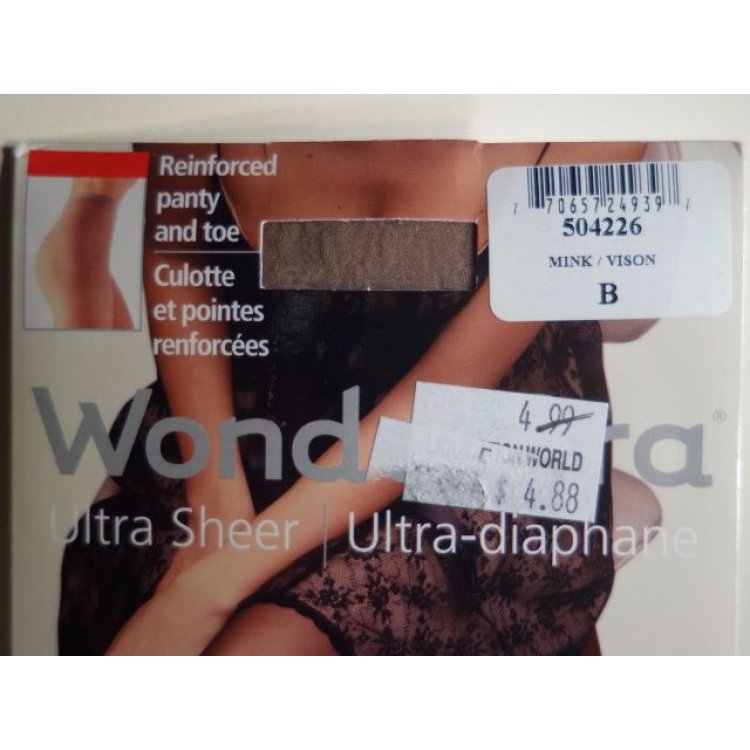 Reinforced
panty
and toe
Culotte
et pointes
renforcées
7 70657 24939 7
504226
MINK / VISON
B
4.99
WORLD
$ 4.88
Ultra Sheer | Ultra-diaphane